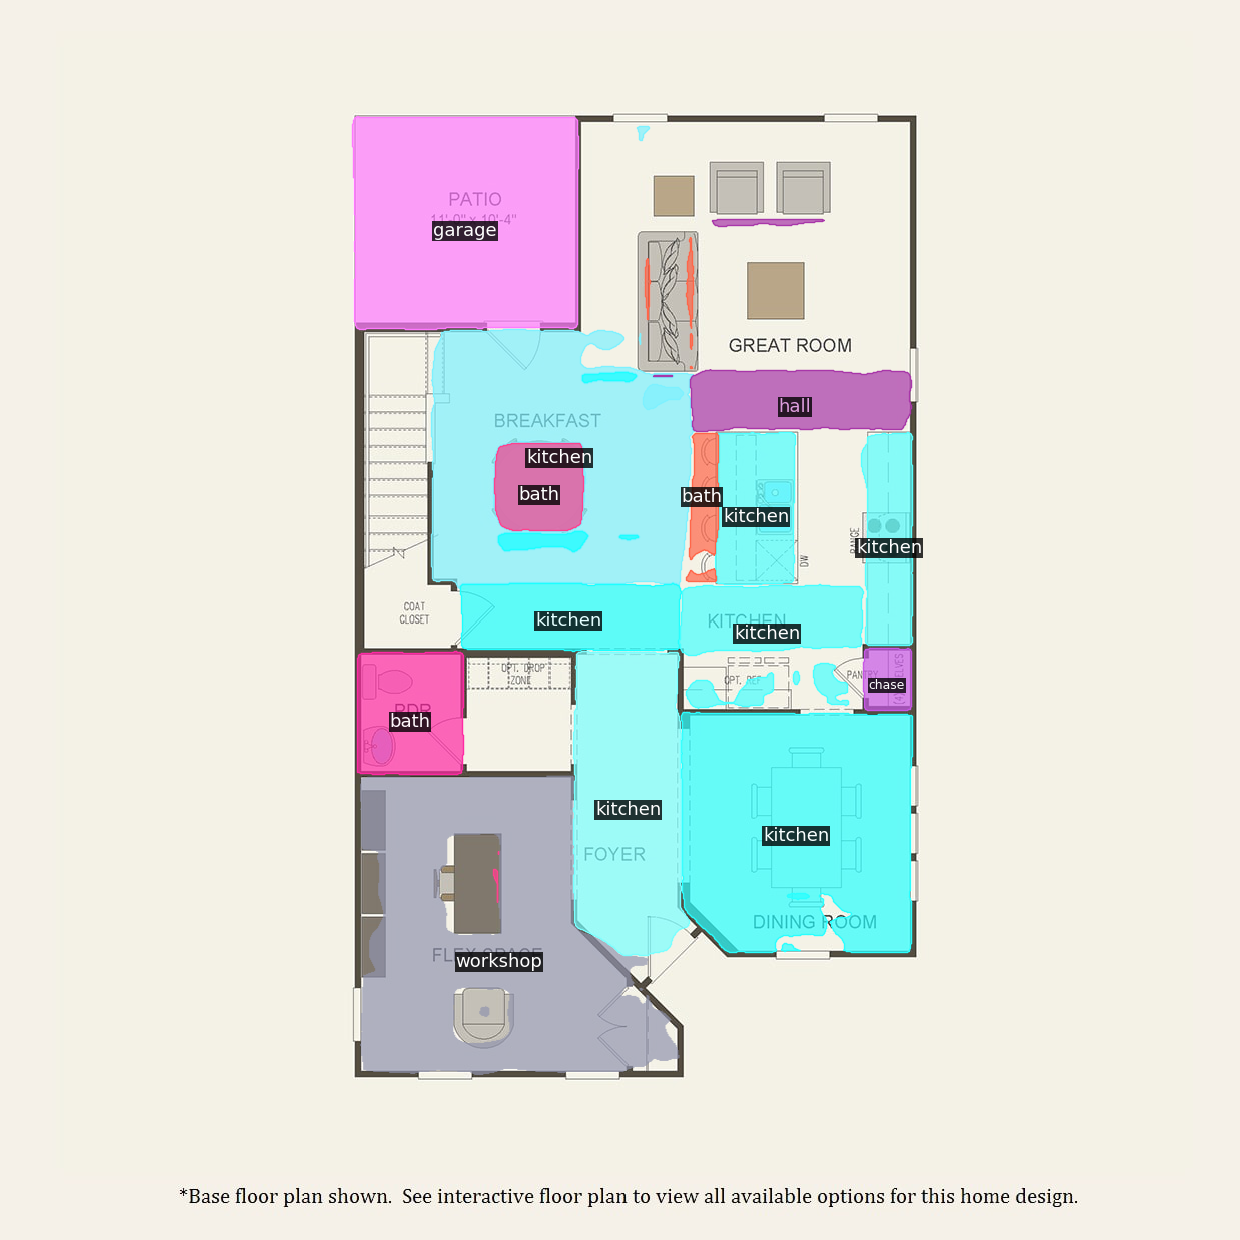 PATIO
11'-0" x 10'-4"
garage
GREAT ROOM
hall
BREAKFAST
kitchen
bath
bath
kitchen
RANGE
kitchen
DW
COAT
CLOSET
kitchen
KITCHEN
kitchen
OPT. DROP
ZONE
OPT. REF
PANTRY
chase
PDR
bath
kitchen
FOYER
kitchen
DINING ROOM
FLEX SPACE
workshop
*Base floor plan shown.  See interactive floor plan to view all available options for this home design.